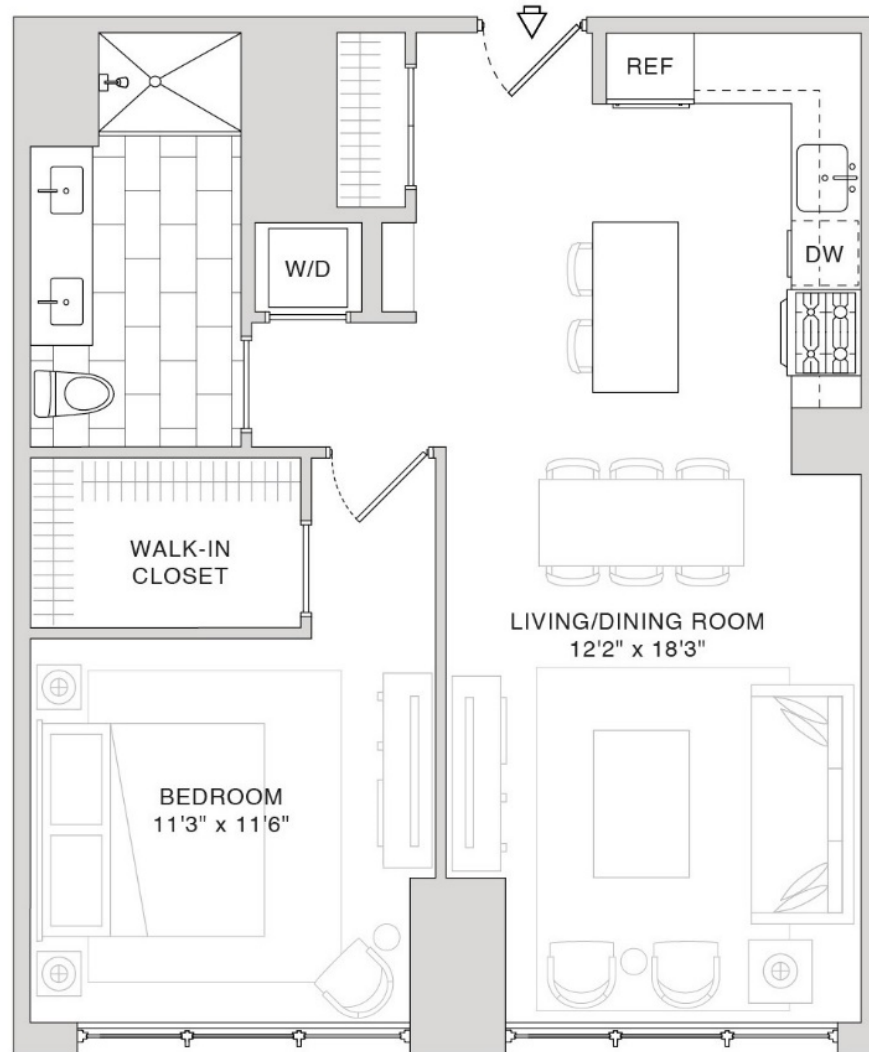 REF
W/D
DW
WALK-IN
CLOSET
LIVING/DINING ROOM
12'2" x 18'3"
BEDROOM
11'3" x 11'6"